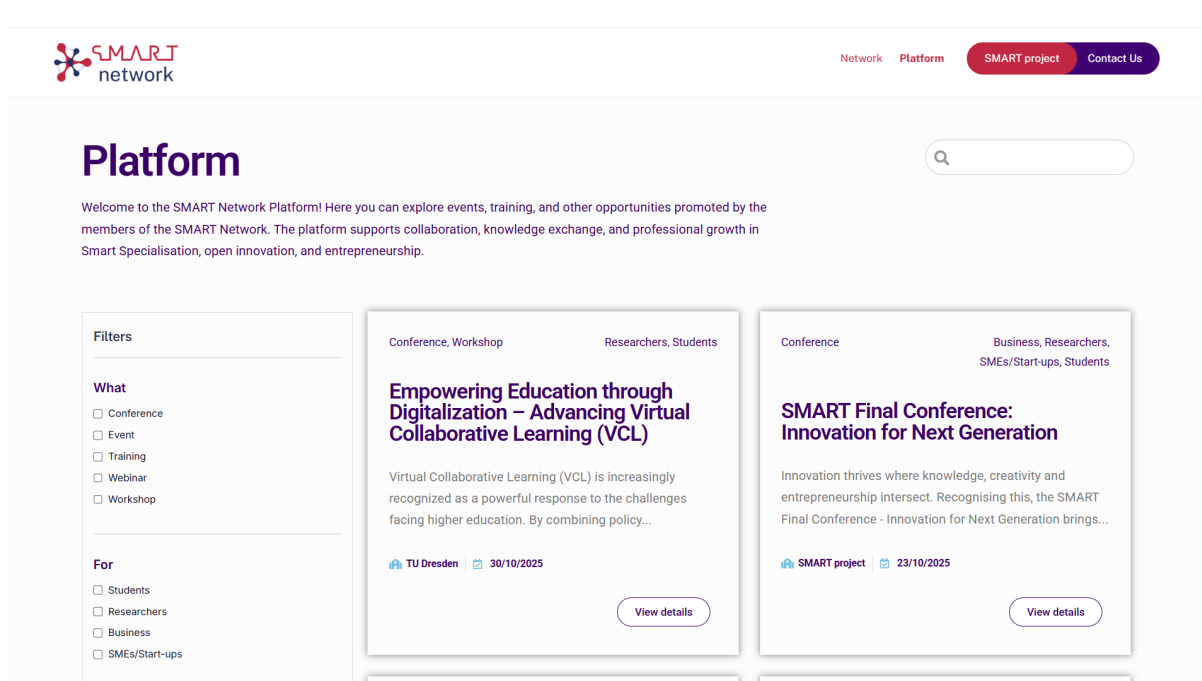 SMART
network
Network
Platform
SMART project
Contact Us
Platform
Welcome to the SMART Network Platform! Here you can explore events, training, and other opportunities promoted by the
members of the SMART Network. The platform supports collaboration, knowledge exchange, and professional growth in
Smart Specialisation, open innovation, and entrepreneurship.
Filters
What
Conference
Event
Training
Webinar
Workshop
For
Students
Researchers
Business
SMEs/Start-ups
Conference, Workshop
Researchers, Students
Empowering Education through
Digitalization – Advancing Virtual
Collaborative Learning (VCL)
Virtual Collaborative Learning (VCL) is increasingly
recognized as a powerful response to the challenges
facing higher education. By combining policy...
TU Dresden
30/10/2025
View details
Conference
Business, Researchers,
SMEs/Start-ups, Students
SMART Final Conference:
Innovation for Next Generation
Innovation thrives where knowledge, creativity and
entrepreneurship intersect. Recognising this, the SMART
Final Conference - Innovation for Next Generation brings...
SMART project
23/10/2025
View details